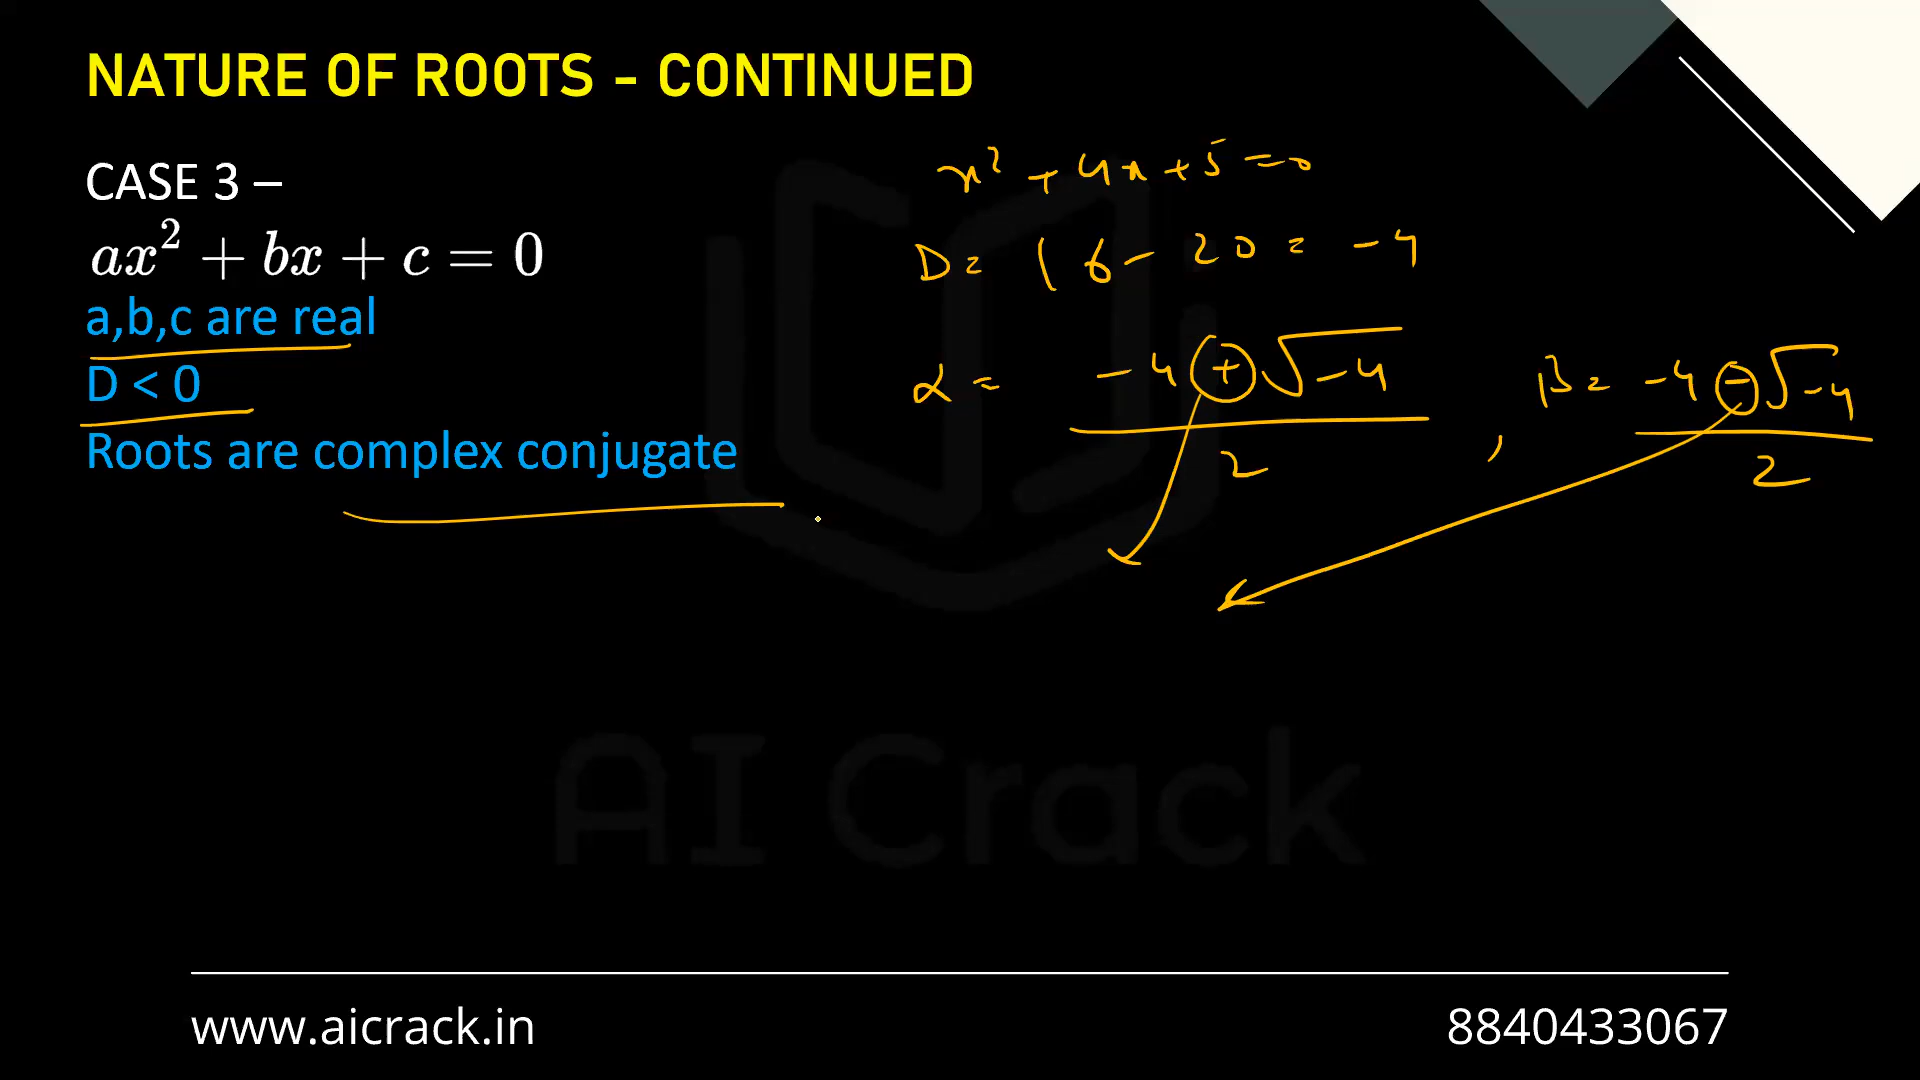 NATURE OF ROOTS - CONTINUED
CASE 3 –
ax² + bx + c = 0
a,b,c are real
D < 0
Roots are complex conjugate
x² + 4x + 5 = 0
D = 16 - 20 = -4
α = (-4 + √-4) / 2 , β = (-4 - √-4) / 2
AI Crack
www.aicrack.in
8840433067